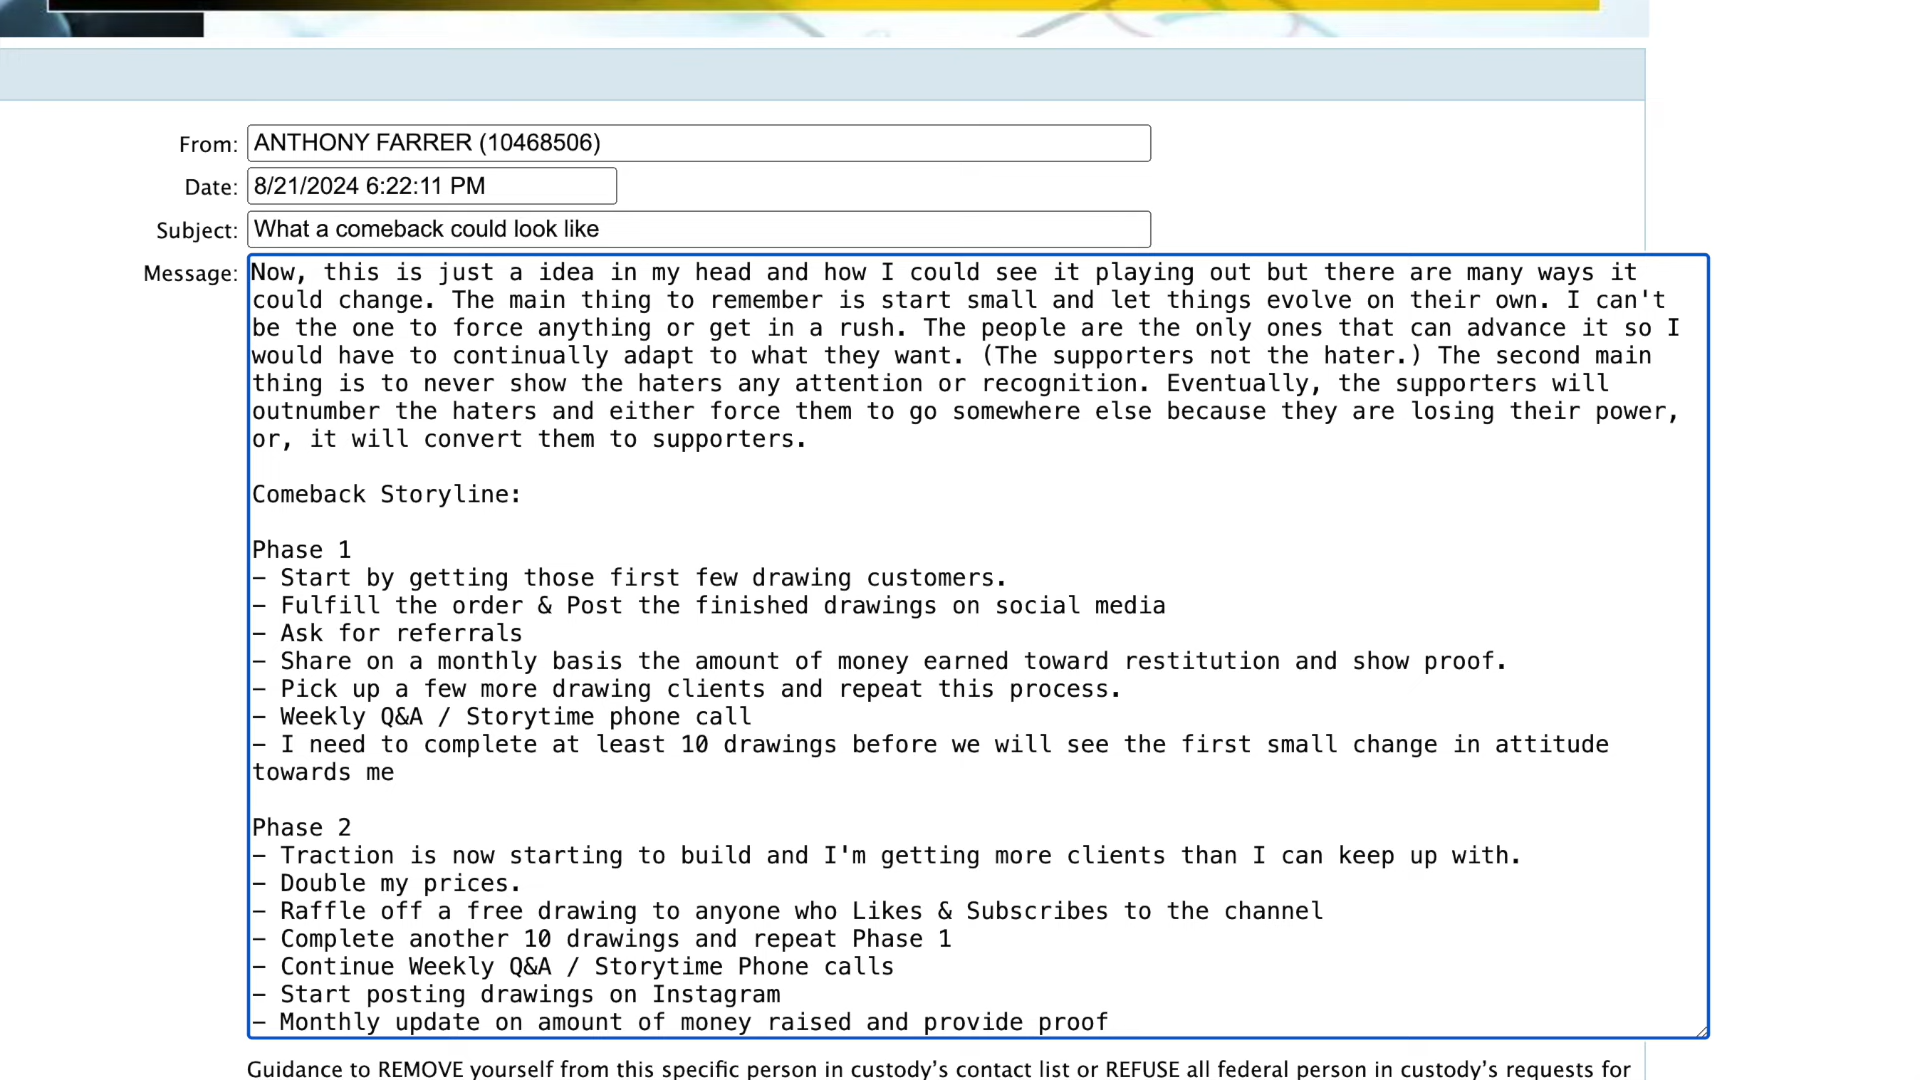 From: ANTHONY FARRER (10468506)
Date: 8/21/2024 6:22:11 PM
Subject: What a comeback could look like
Message: Now, this is just a idea in my head and how I could see it playing out but there are many ways it
could change. The main thing to remember is start small and let things evolve on their own. I can't
be the one to force anything or get in a rush. The people are the only ones that can advance it so I
would have to continually adapt to what they want. (The supporters not the hater.) The second main
thing is to never show the haters any attention or recognition. Eventually, the supporters will
outnumber the haters and either force them to go somewhere else because they are losing their power,
or, it will convert them to supporters.
Comeback Storyline:
Phase 1
– Start by getting those first few drawing customers.
– Fulfill the order & Post the finished drawings on social media
– Ask for referrals
– Share on a monthly basis the amount of money earned toward restitution and show proof.
– Pick up a few more drawing clients and repeat this process.
– Weekly Q&A / Storytime phone call
– I need to complete at least 10 drawings before we will see the first small change in attitude
towards me
Phase 2
– Traction is now starting to build and I'm getting more clients than I can keep up with.
– Double my prices.
– Raffle off a free drawing to anyone who Likes & Subscribes to the channel
– Complete another 10 drawings and repeat Phase 1
– Continue Weekly Q&A / Storytime Phone calls
– Start posting drawings on Instagram
– Monthly update on amount of money raised and provide proof
Guidance to REMOVE yourself from this specific person in custody's contact list or REFUSE all federal person in custody's requests for